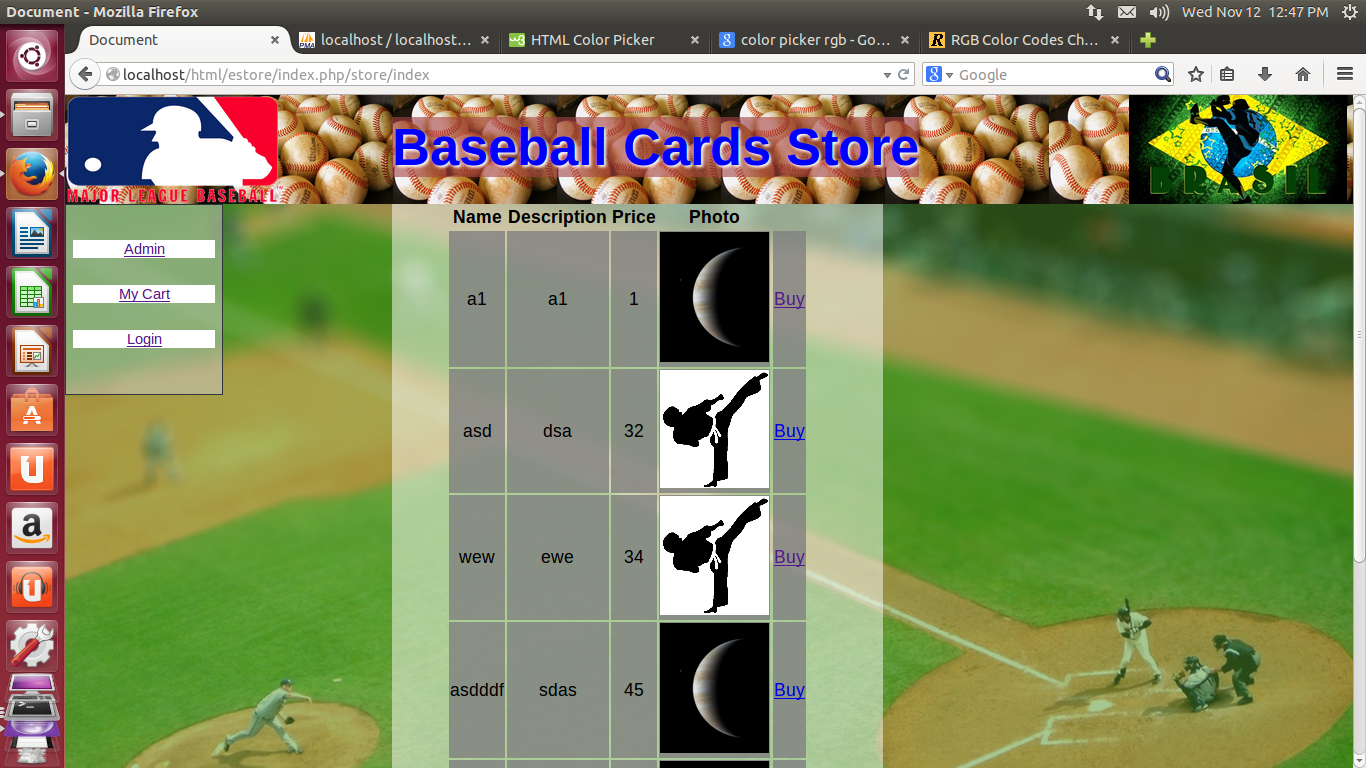 Document - Mozilla Firefox
Wed Nov 12 12:47 PM
Document
localhost / localhost...
HTML Color Picker
color picker rgb - Go...
RGB Color Codes Ch...
localhost/html/estore/index.php/store/index
Google
MAJOR LEAGUE BASEBALL
Baseball Cards Store
BRASIL
Name Description Price Photo
Admin
My Cart
Login
a1 a1 1 Buy
asd dsa 32 Buy
wew ewe 34 Buy
asdddf sdas 45 Buy